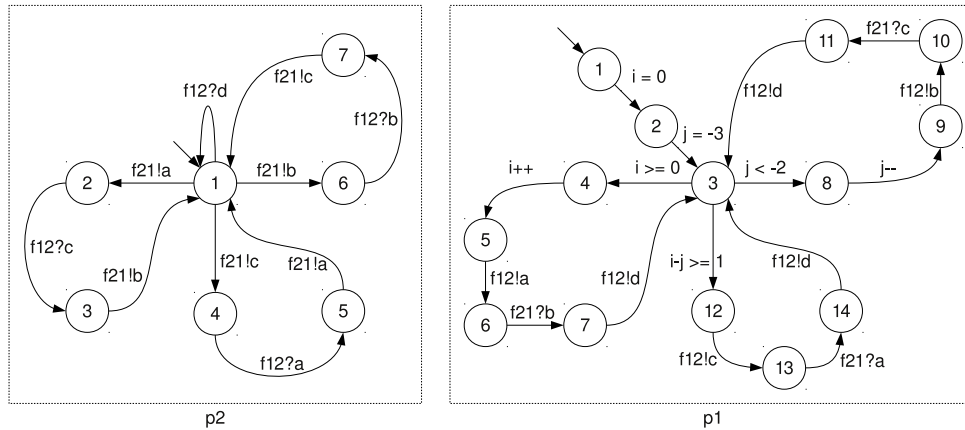 7
f21!c
f12?d
f12?b
2
f21!a
1
f21!b
6
f12?c
f21!c
f21!a
3
f21!b
4
5
f12?a
p2
1
i = 0
2
j = -3
11
f21?c
10
f12!d
f12!b
9
i++
4
i >= 0
3
j < -2
8
j--
5
f12!a
f12!d
i-j >= 1
f12!d
6
f21?b
7
12
14
f12!c
13
f21?a
p1